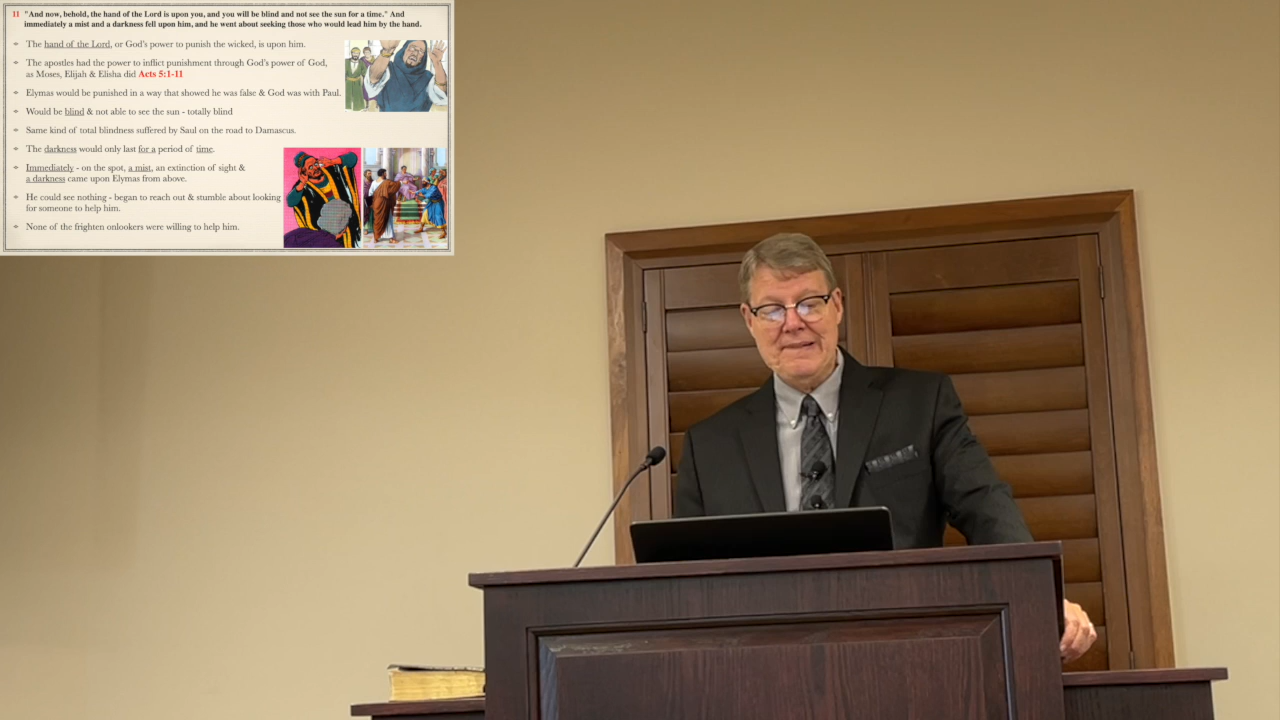 11 "And now, behold, the hand of the Lord is upon you, and you will be blind and not see the sun for a time." And
immediately a mist and a darkness fell upon him, and he went about seeking those who would lead him by the hand.
The hand of the Lord, or God's power to punish the wicked, is upon him.
The apostles had the power to inflict punishment through God's power of God,
as Moses, Elijah & Elisha did Acts 5:1-11
Elymas would be punished in a way that showed he was false & God was with Paul.
Would be blind & not able to see the sun - totally blind
Same kind of total blindness suffered by Saul on the road to Damascus.
The darkness would only last for a period of time.
Immediately - on the spot, a mist, an extinction of sight &
a darkness came upon Elymas from above.
He could see nothing - began to reach out & stumble about looking
for someone to help him.
None of the frighten onlookers were willing to help him.